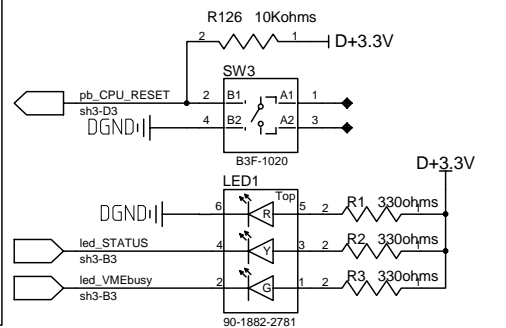 R126 10Kohms
2 1 D+3.3V
SW3
pb_CPU_RESET 2 B1 A1 1
sh3-D3
DGND 4 B2 A2 3
B3F-1020
D+3.3V
LED1
Top
DGND 6 R 5 2 R1 330ohms 1
led_STATUS 4 Y 3 2 R2 330ohms 1
sh3-B3
led_VMEbusy 2 G 1 2 R3 330ohms 1
sh3-B3
90-1882-2781